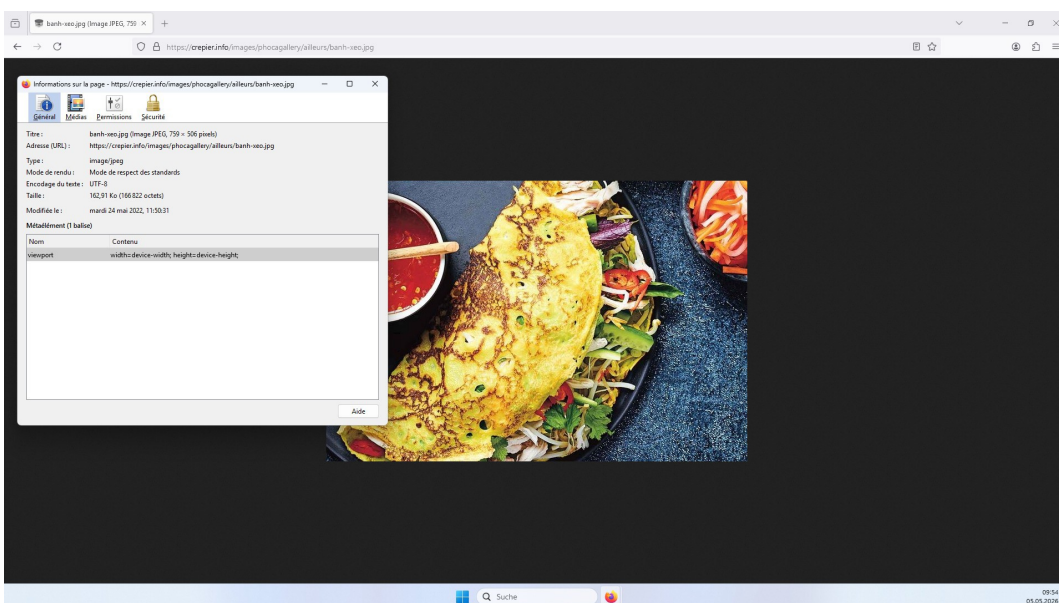 banh-xeo.jpg (Image JPEG, 759
https://crepier.info/images/phocagallery/ailleurs/banh-xeo.jpg
Informations sur la page - https://crepier.info/images/phocagallery/ailleurs/banh-xeo.jpg
Général Médias Permissions Sécurité
Titre : banh-xeo.jpg (Image JPEG, 759 × 506 pixels)
Adresse (URL) : https://crepier.info/images/phocagallery/ailleurs/banh-xeo.jpg
Type : image/jpeg
Mode de rendu : Mode de respect des standards
Encodage du texte : UTF-8
Taille : 162,91 Ko (166 822 octets)
Modifiée le : mardi 24 mai 2022, 11:50:31
Métaélément (1 balise)
Nom Contenu
viewport width=device-width; height=device-height;
Aide
Suche
09:54
05.05.2026